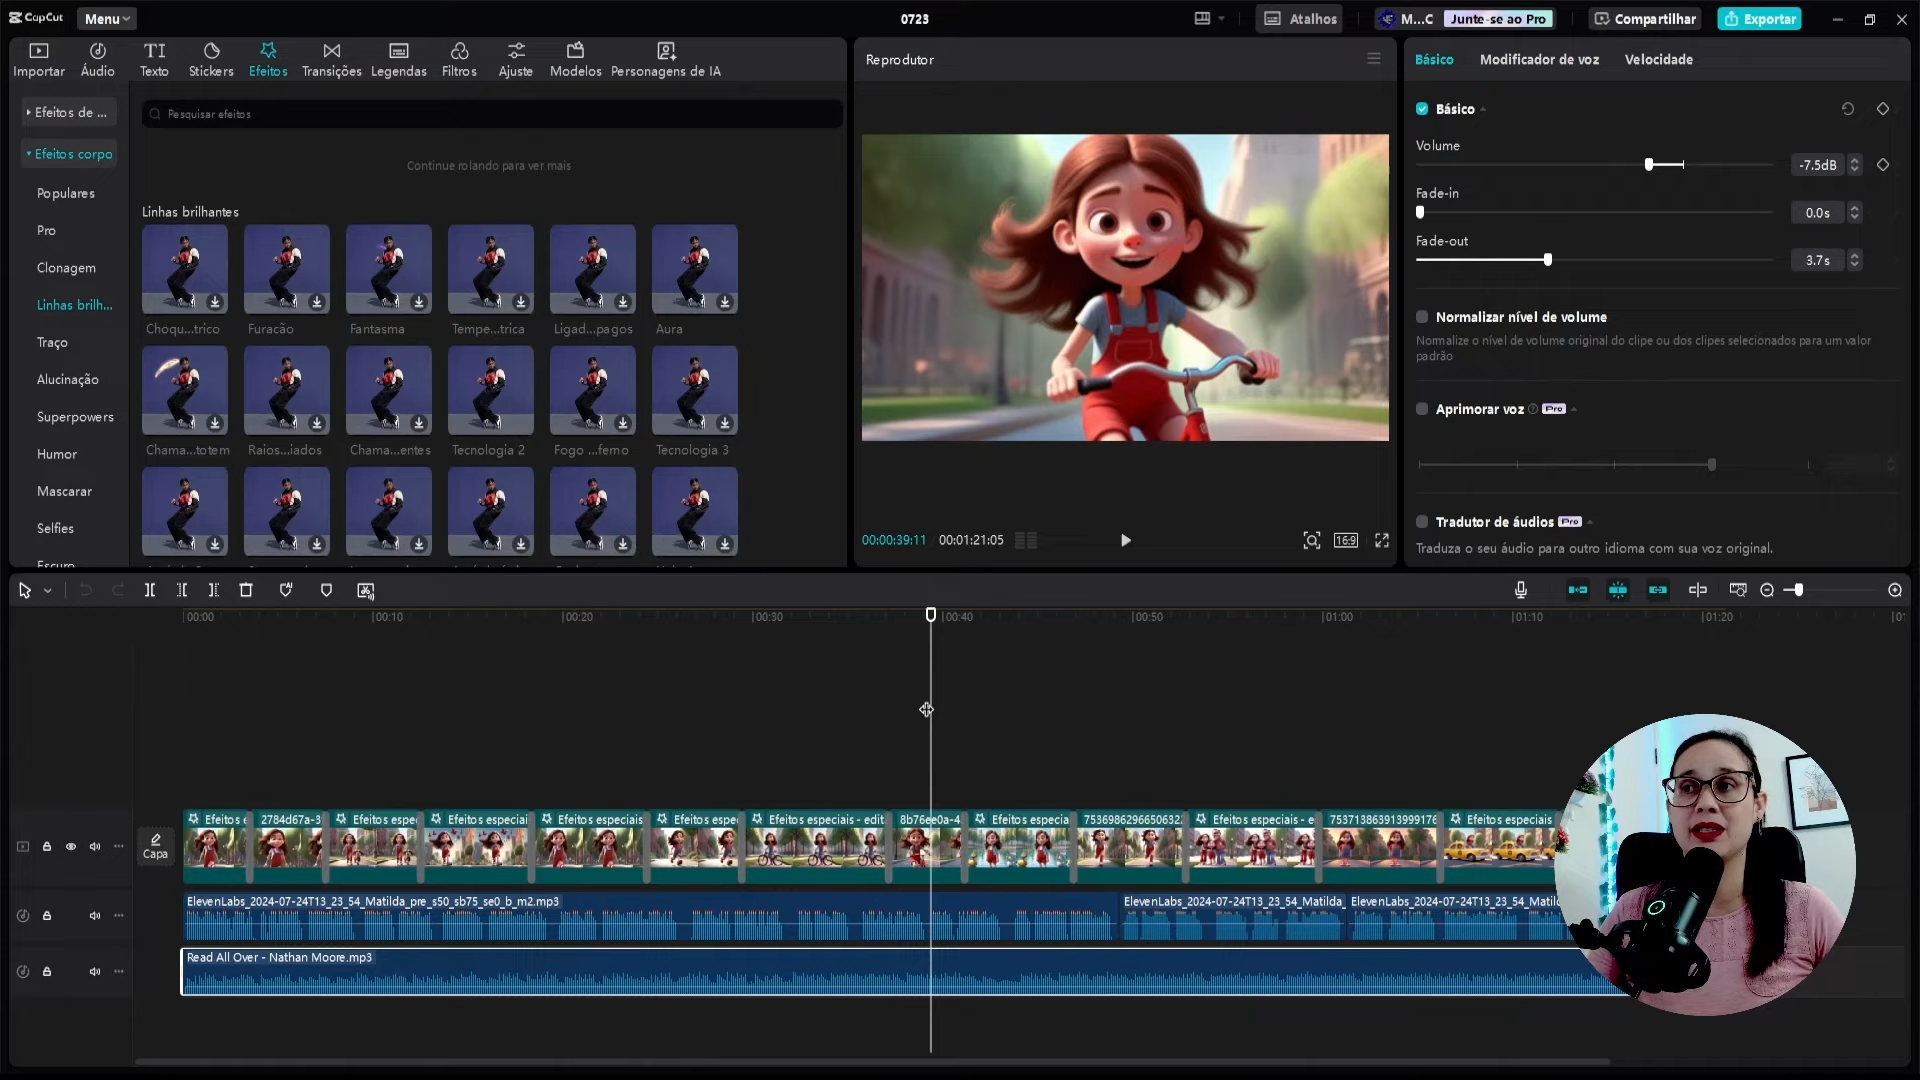 CapCut
Menu
0723
Atalhos
M...C
Junte-se ao Pro
Compartilhar
Exportar
Importar
Áudio
Texto
Stickers
Efeitos
Transições
Legendas
Filtros
Ajuste
Modelos
Personagens de IA
Efeitos de ...
Efeitos corpo
Populares
Pro
Clonagem
Linhas brilh...
Traço
Alucinação
Superpowers
Humor
Mascarar
Selfies
Escuro
Pesquisar efeitos
Continue rolando para ver mais
Linhas brilhantes
Choqu...trico
Furacão
Fantasma
Tempe...trica
Ligad...pagos
Aura
Chama...totem
Raios...iados
Chama...entes
Tecnologia 2
Fogo ...ferno
Tecnologia 3
Reprodutor
00:00:39:11
00:01:21:05
16:9
Básico
Modificador de voz
Velocidade
Básico
Volume
-7.5dB
Fade-in
0.0s
Fade-out
3.7s
Normalizar nível de volume
Normalize o nível de volume original do clipe ou dos clipes selecionados para um valor
padrão
Aprimorar voz
Pro
Tradutor de áudios
Pro
Traduza o seu áudio para outro idioma com sua voz original.
00:00
00:10
00:20
00:30
00:40
00:50
01:00
01:10
01:20
Capa
Efeitos e
2784d67a-3
Efeitos espe
Efeitos especiai
Efeitos especiais
Efeitos espe
Efeitos especiais - edit
8b76ee0a-4
Efeitos especia
75369862966506322
Efeitos especiais - e
753713863913999176
Efeitos especiais
ElevenLabs_2024-07-24T13_23_54_Matilda_pre_s50_sb75_se0_b_m2.mp3
ElevenLabs_2024-07-24T13_23_54_Matilda_
ElevenLabs_2024-07-24T13_23_54_Matil
Read All Over - Nathan Moore.mp3